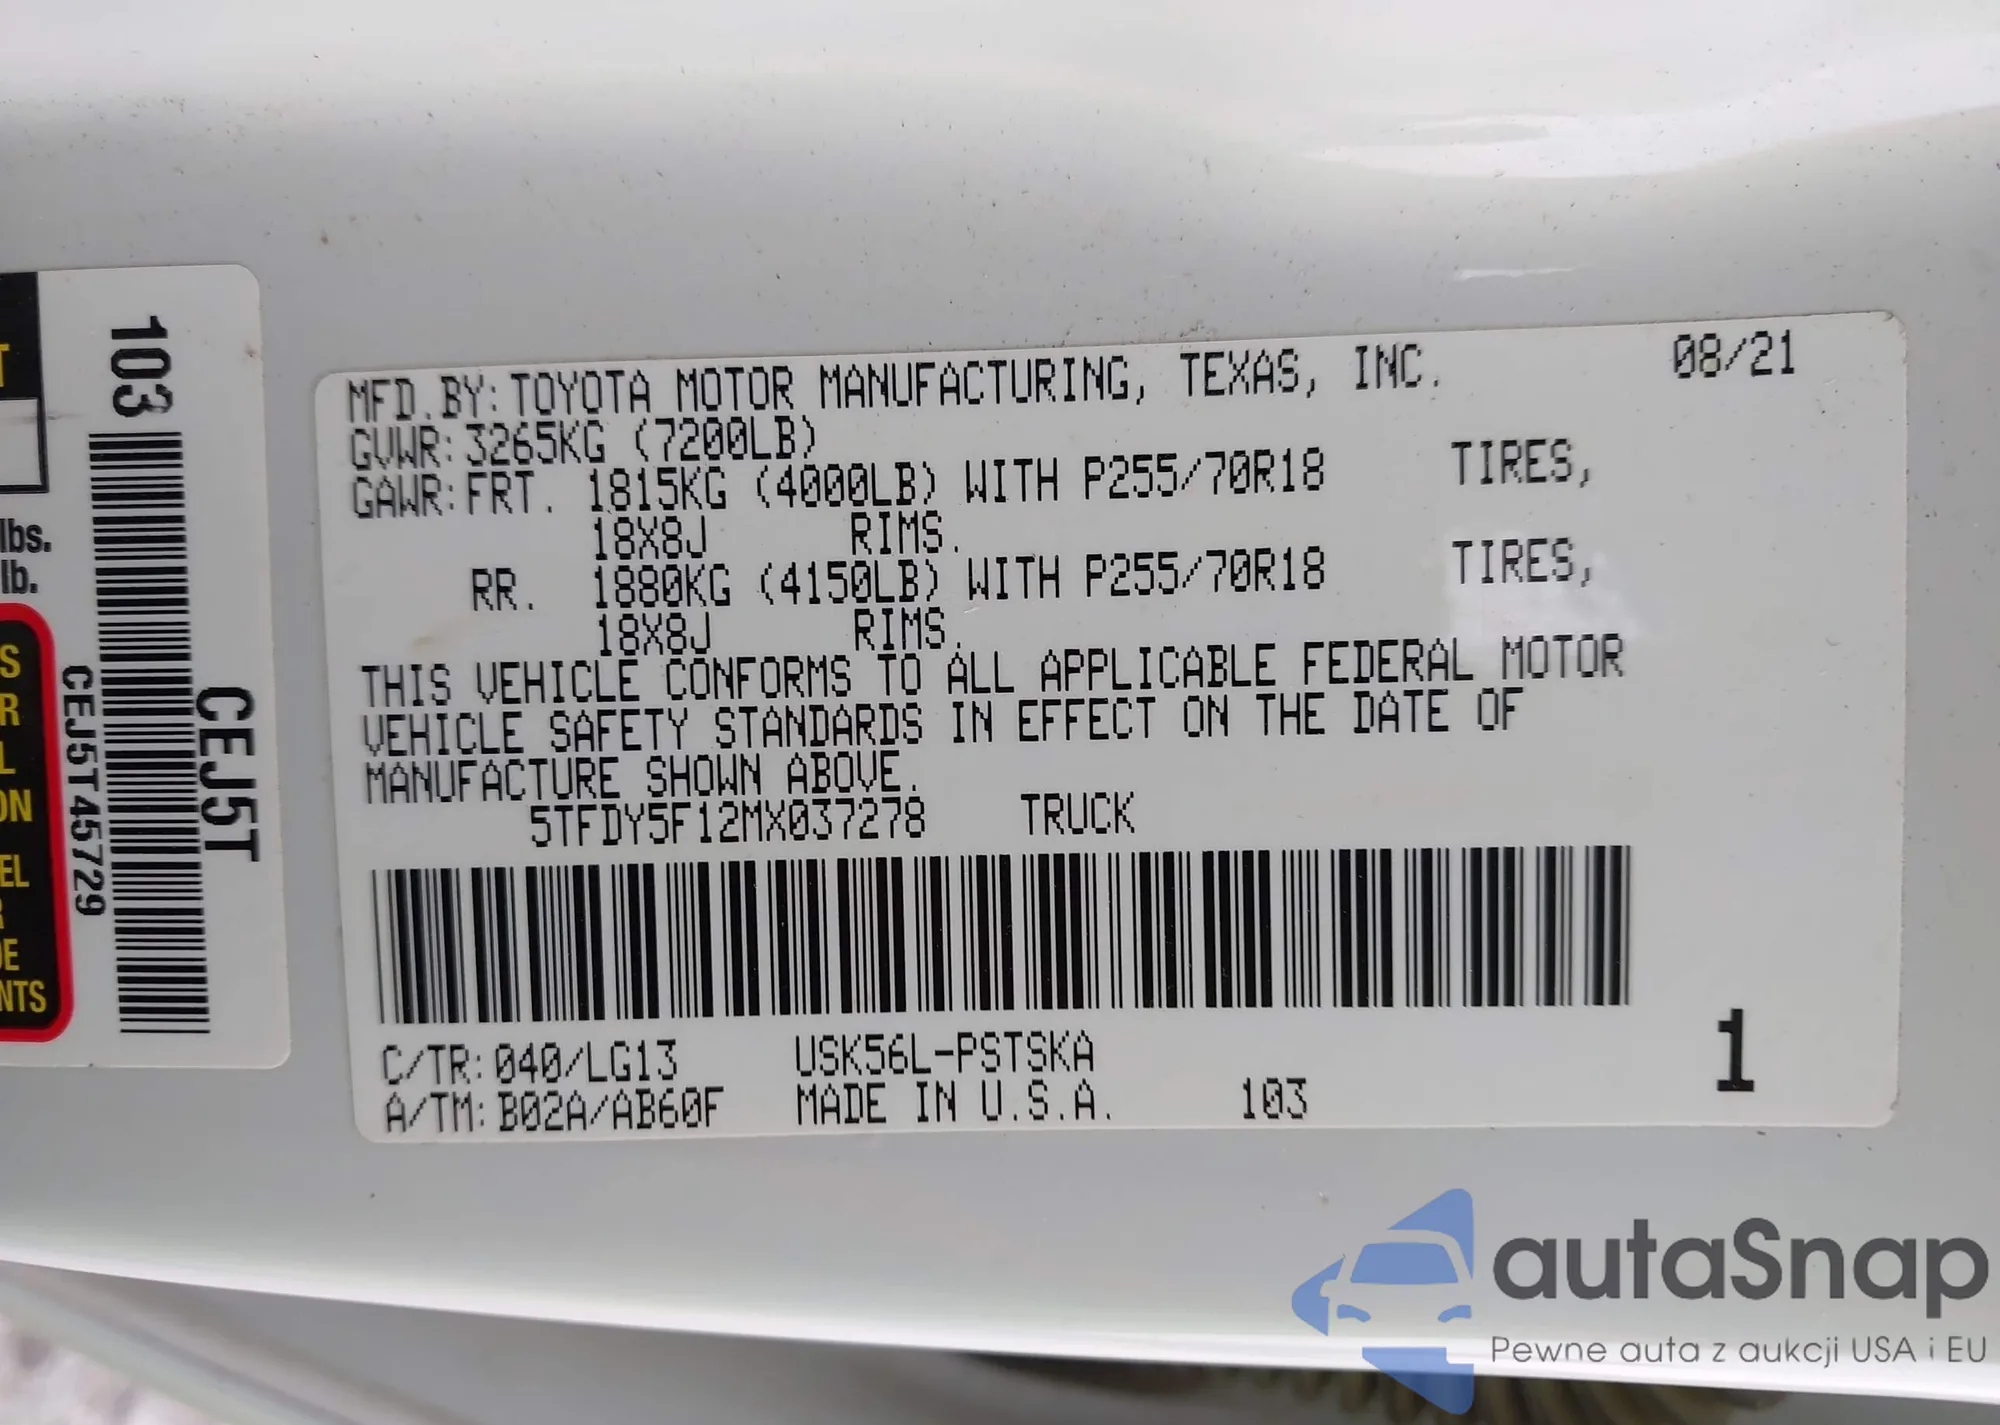 MFD. BY: TOYOTA MOTOR MANUFACTURING, TEXAS, INC. 08/21
GVWR: 3265KG (7200LB)
GAWR: FRT. 1815KG (4000LB) WITH P255/70R18 TIRES,
18X8J RIMS.
RR. 1880KG (4150LB) WITH P255/70R18 TIRES,
18X8J RIMS.
THIS VEHICLE CONFORMS TO ALL APPLICABLE FEDERAL MOTOR
VEHICLE SAFETY STANDARDS IN EFFECT ON THE DATE OF
MANUFACTURE SHOWN ABOVE.
5TFDY5F12MX037278 TRUCK
C/TR: 040/LG13 USK56L-PSTSKA
A/TM: B02A/AB60F MADE IN U.S.A. 103
1
103
CEJ5T
CEJ5T45729
lbs.
lb.
NTS
autaSnap
Pewne auta z aukcji USA i EU